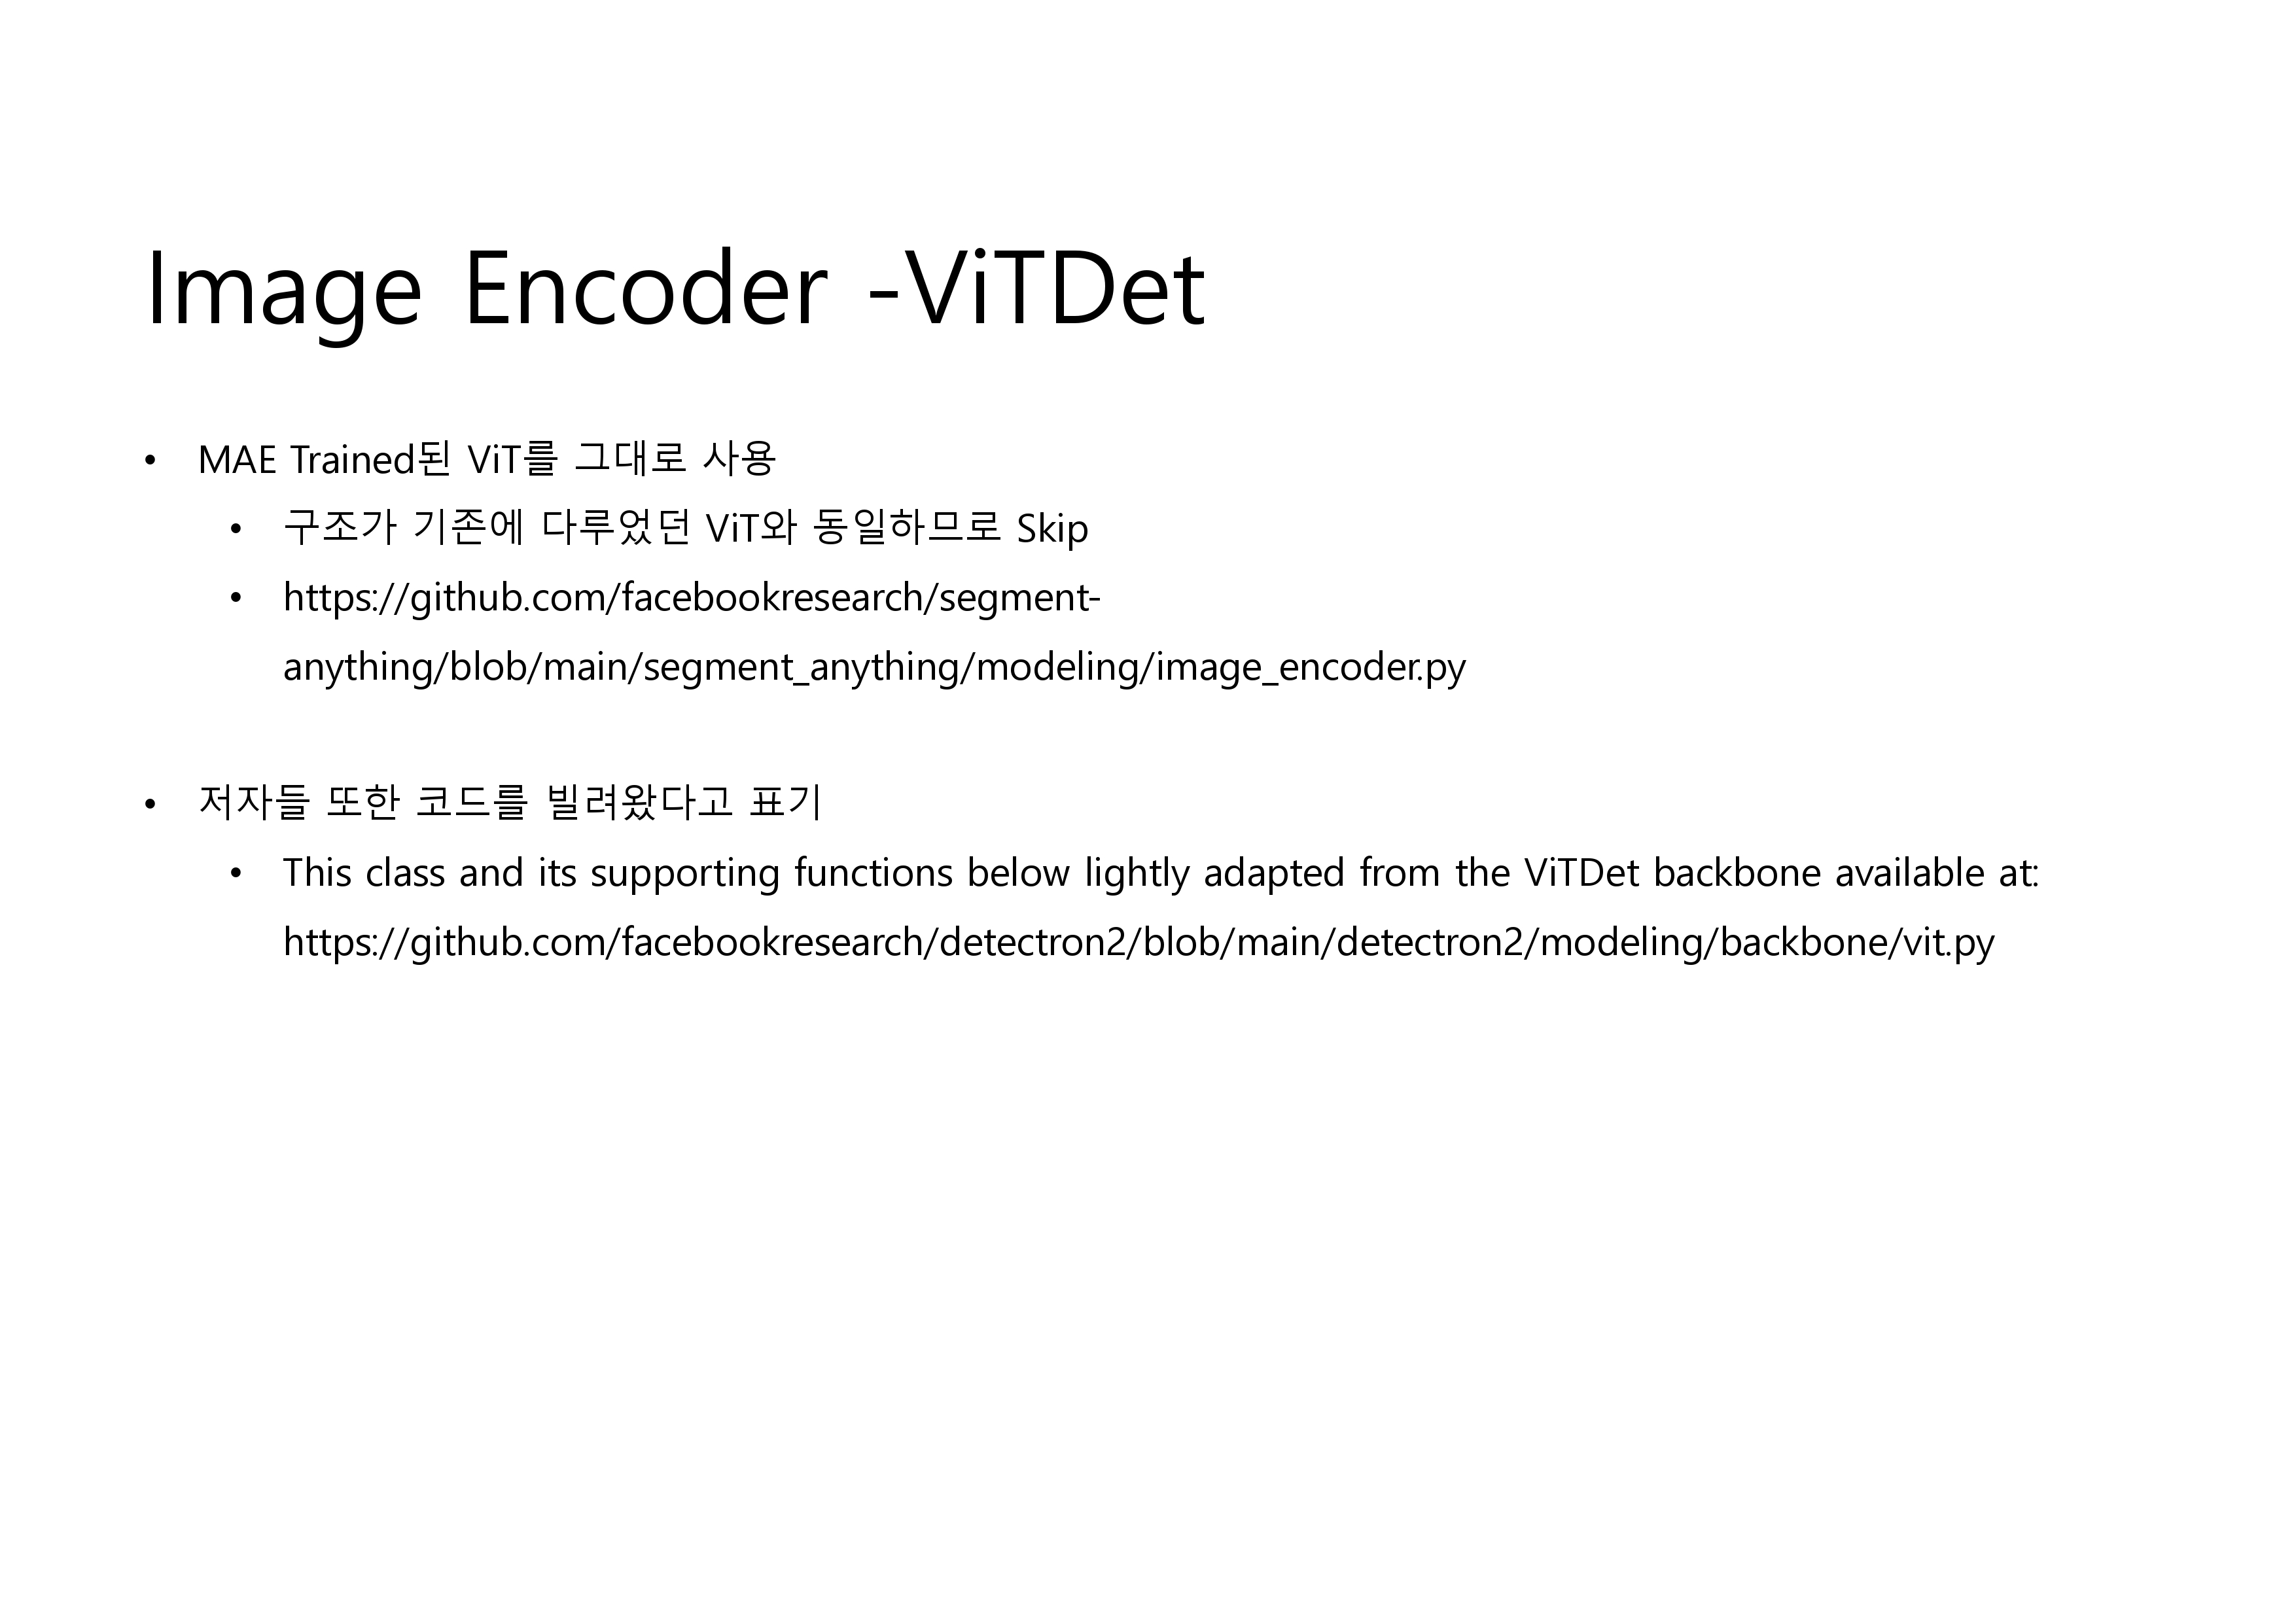 Image Encoder -ViTDet
• MAE Trained된 ViT를 그대로 사용
• 구조가 기존에 다루었던 ViT와 동일하므로 Skip
• https://github.com/facebookresearch/segment-
anything/blob/main/segment_anything/modeling/image_encoder.py
• 저자들 또한 코드를 빌려왔다고 표기
• This class and its supporting functions below lightly adapted from the ViTDet backbone available at:
https://github.com/facebookresearch/detectron2/blob/main/detectron2/modeling/backbone/vit.py